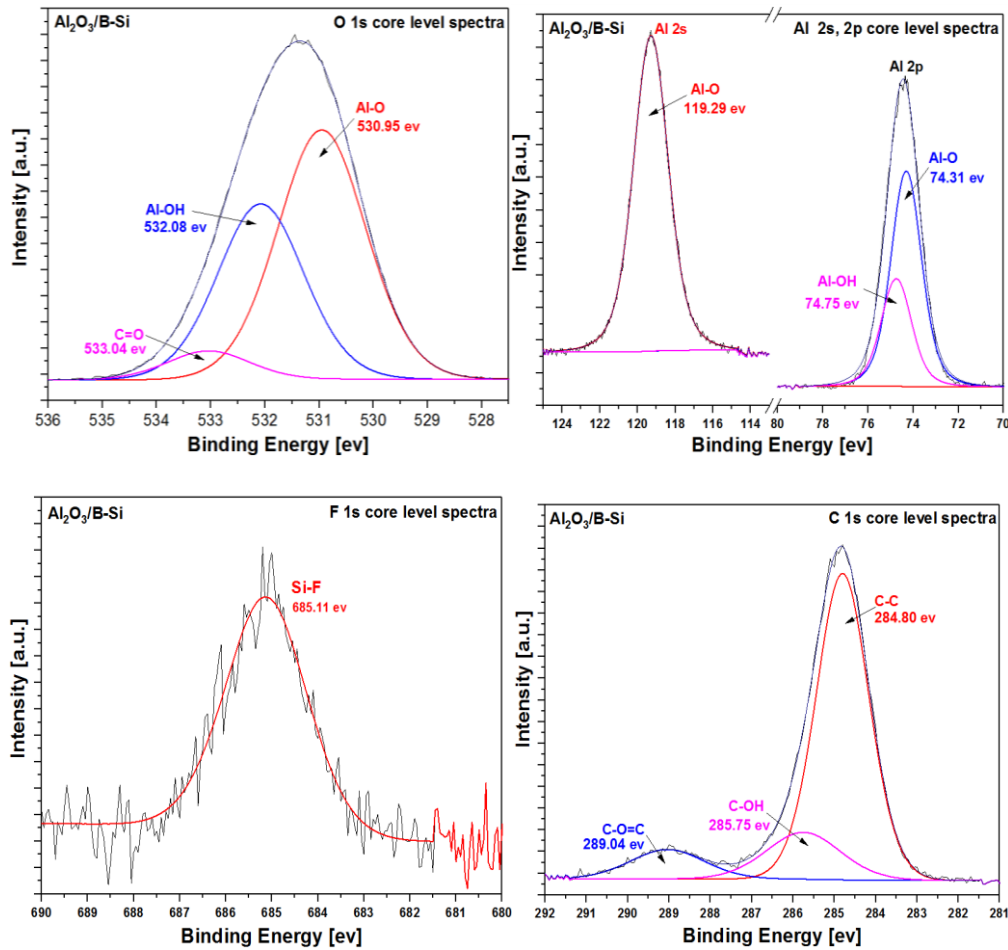 Al₂O₃/B-Si
O 1s core level spectra
Al-O
530.95 ev
Al-OH
532.08 ev
C=O
533.04 ev
Intensity [a.u.]
536 535 534 533 532 531 530 529 528
Binding Energy [ev]
Al₂O₃/B-Si
Al 2s
Al 2s, 2p core level spectra
Al 2p
Al-O
119.29 ev
Al-O
74.31 ev
Al-OH
74.75 ev
Intensity [a.u.]
124 122 120 118 116 114 80 78 76 74 72 70
Binding Energy [ev]
Al₂O₃/B-Si
F 1s core level spectra
Si-F
685.11 ev
Intensity [a.u.]
690 689 688 687 686 685 684 683 682 681 680
Binding Energy [ev]
Al₂O₃/B-Si
C 1s core level spectra
C-C
284.80 ev
C-OH
285.75 ev
C-O=C
289.04 ev
Intensity [a.u.]
292 291 290 289 288 287 286 285 284 283 282 281
Binding Energy [ev]